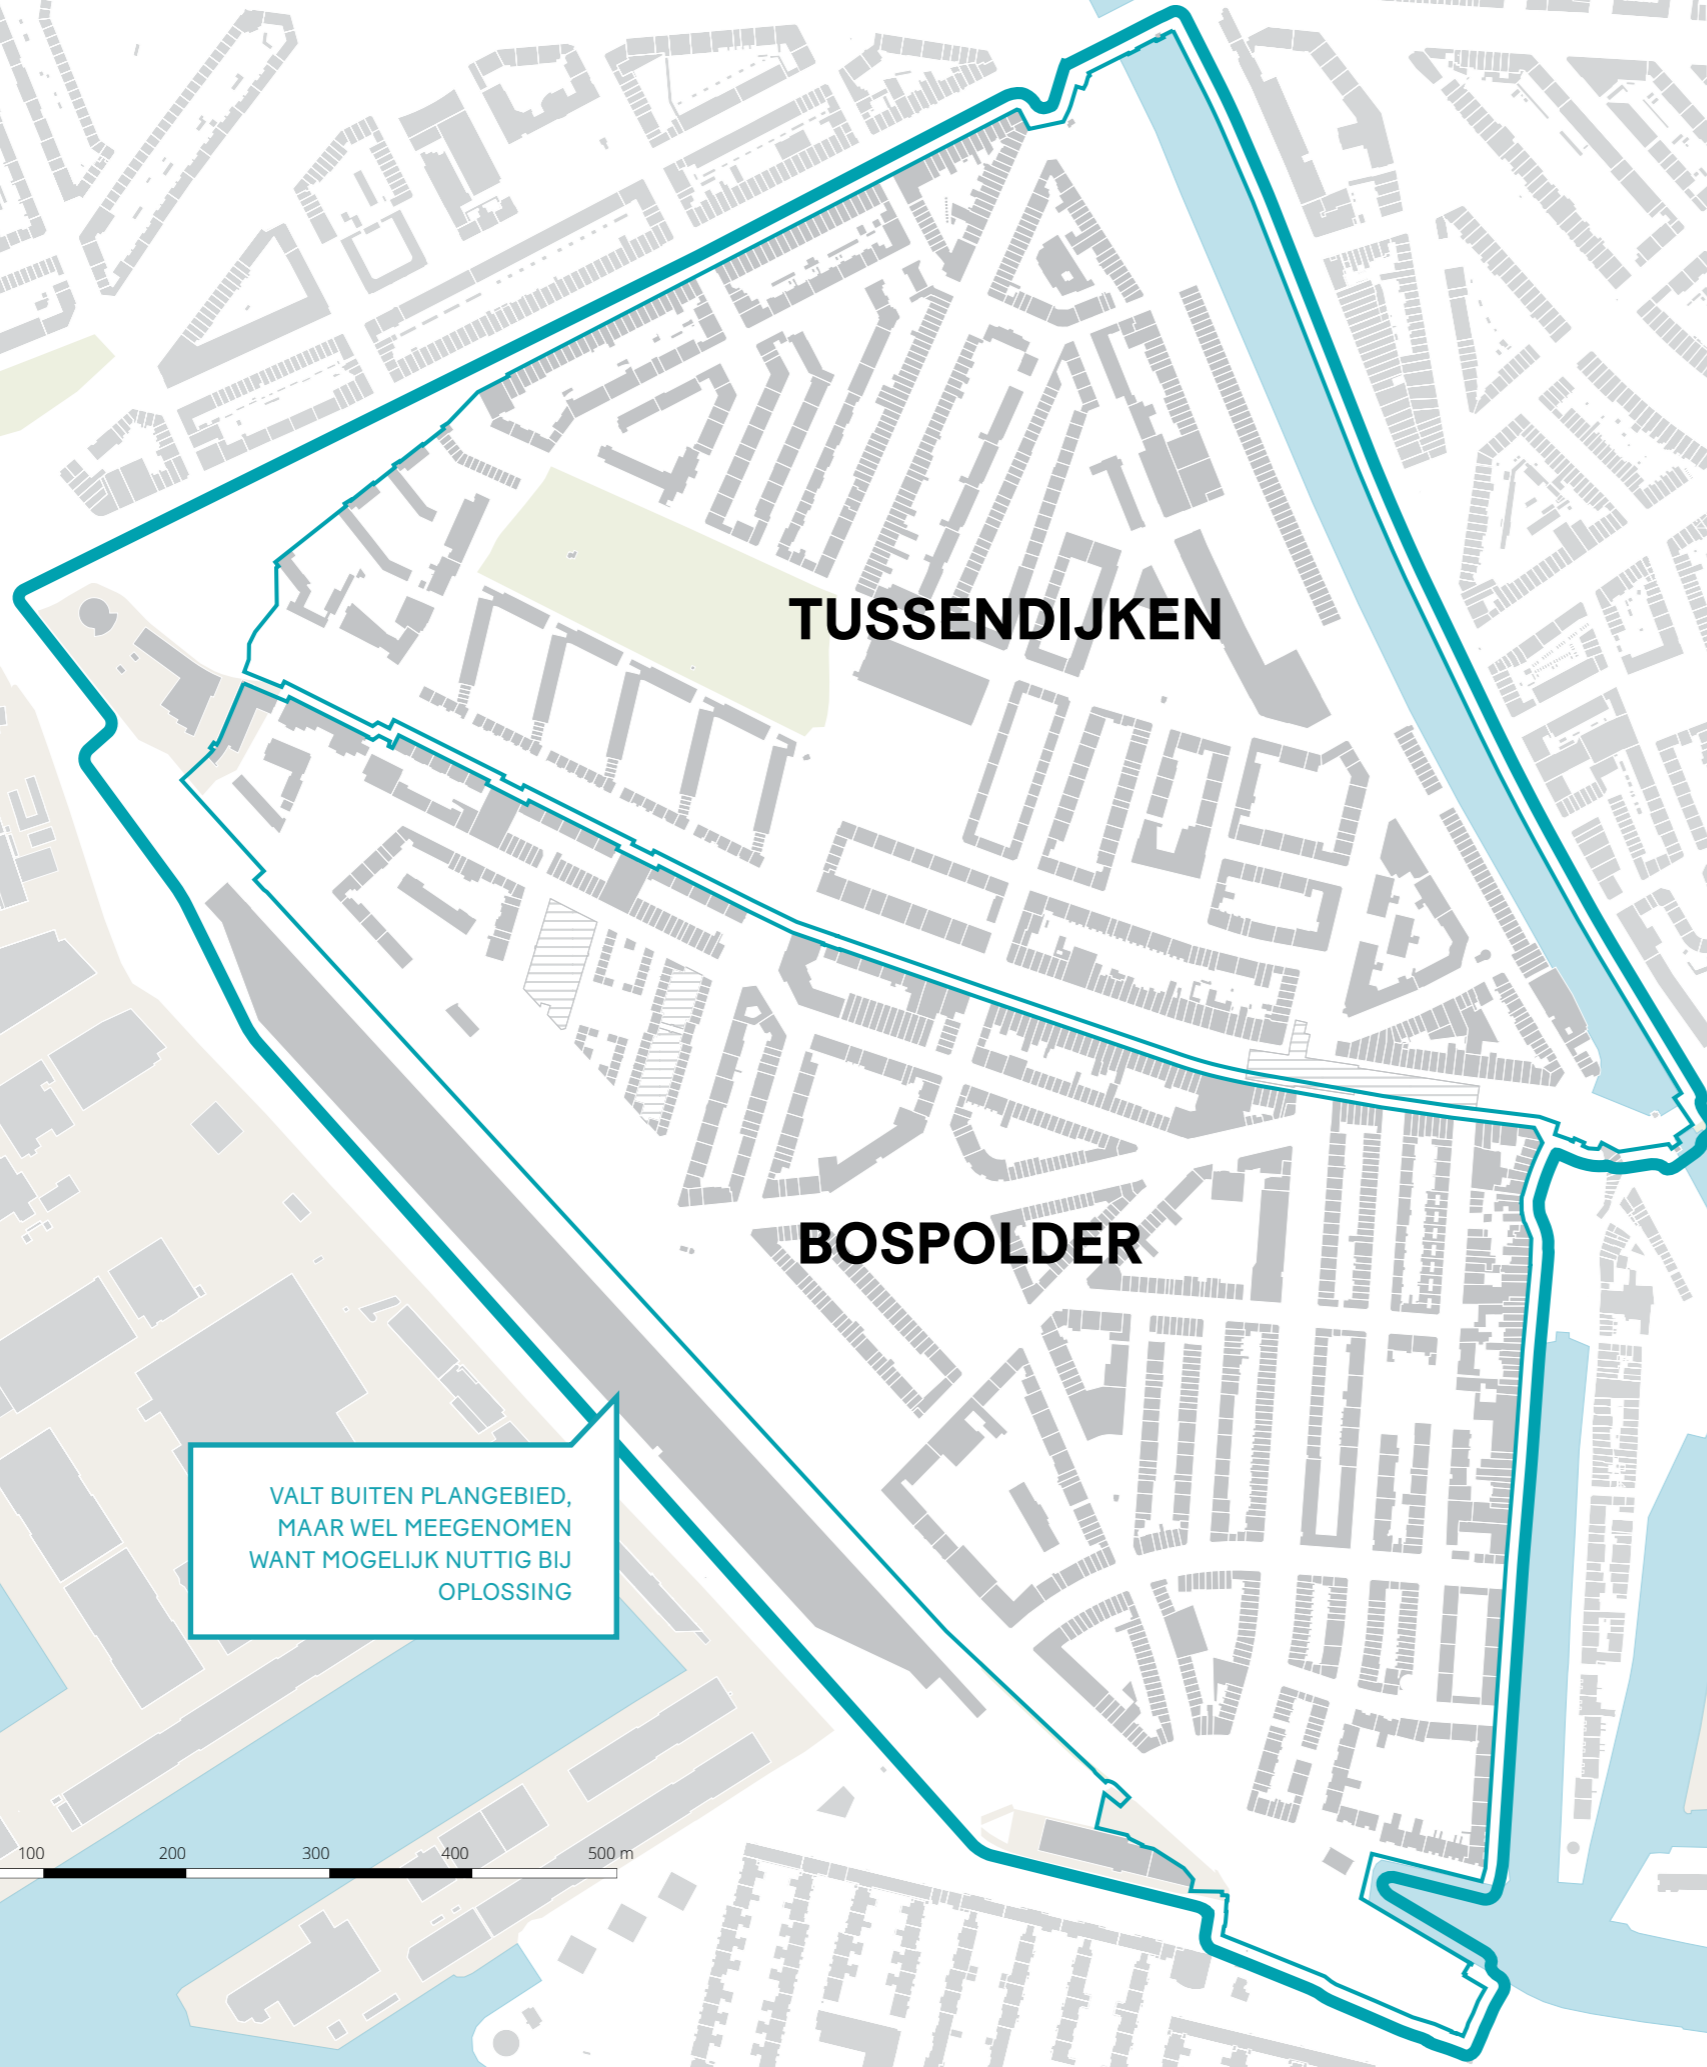 TUSSENDIJKEN
BOSPOLDER
VALT BUITEN PLANGEBIED,
MAAR WEL MEEGENOMEN
WANT MOGELIJK NUTTIG BIJ
OPLOSSING
100 200 300 400 500 m